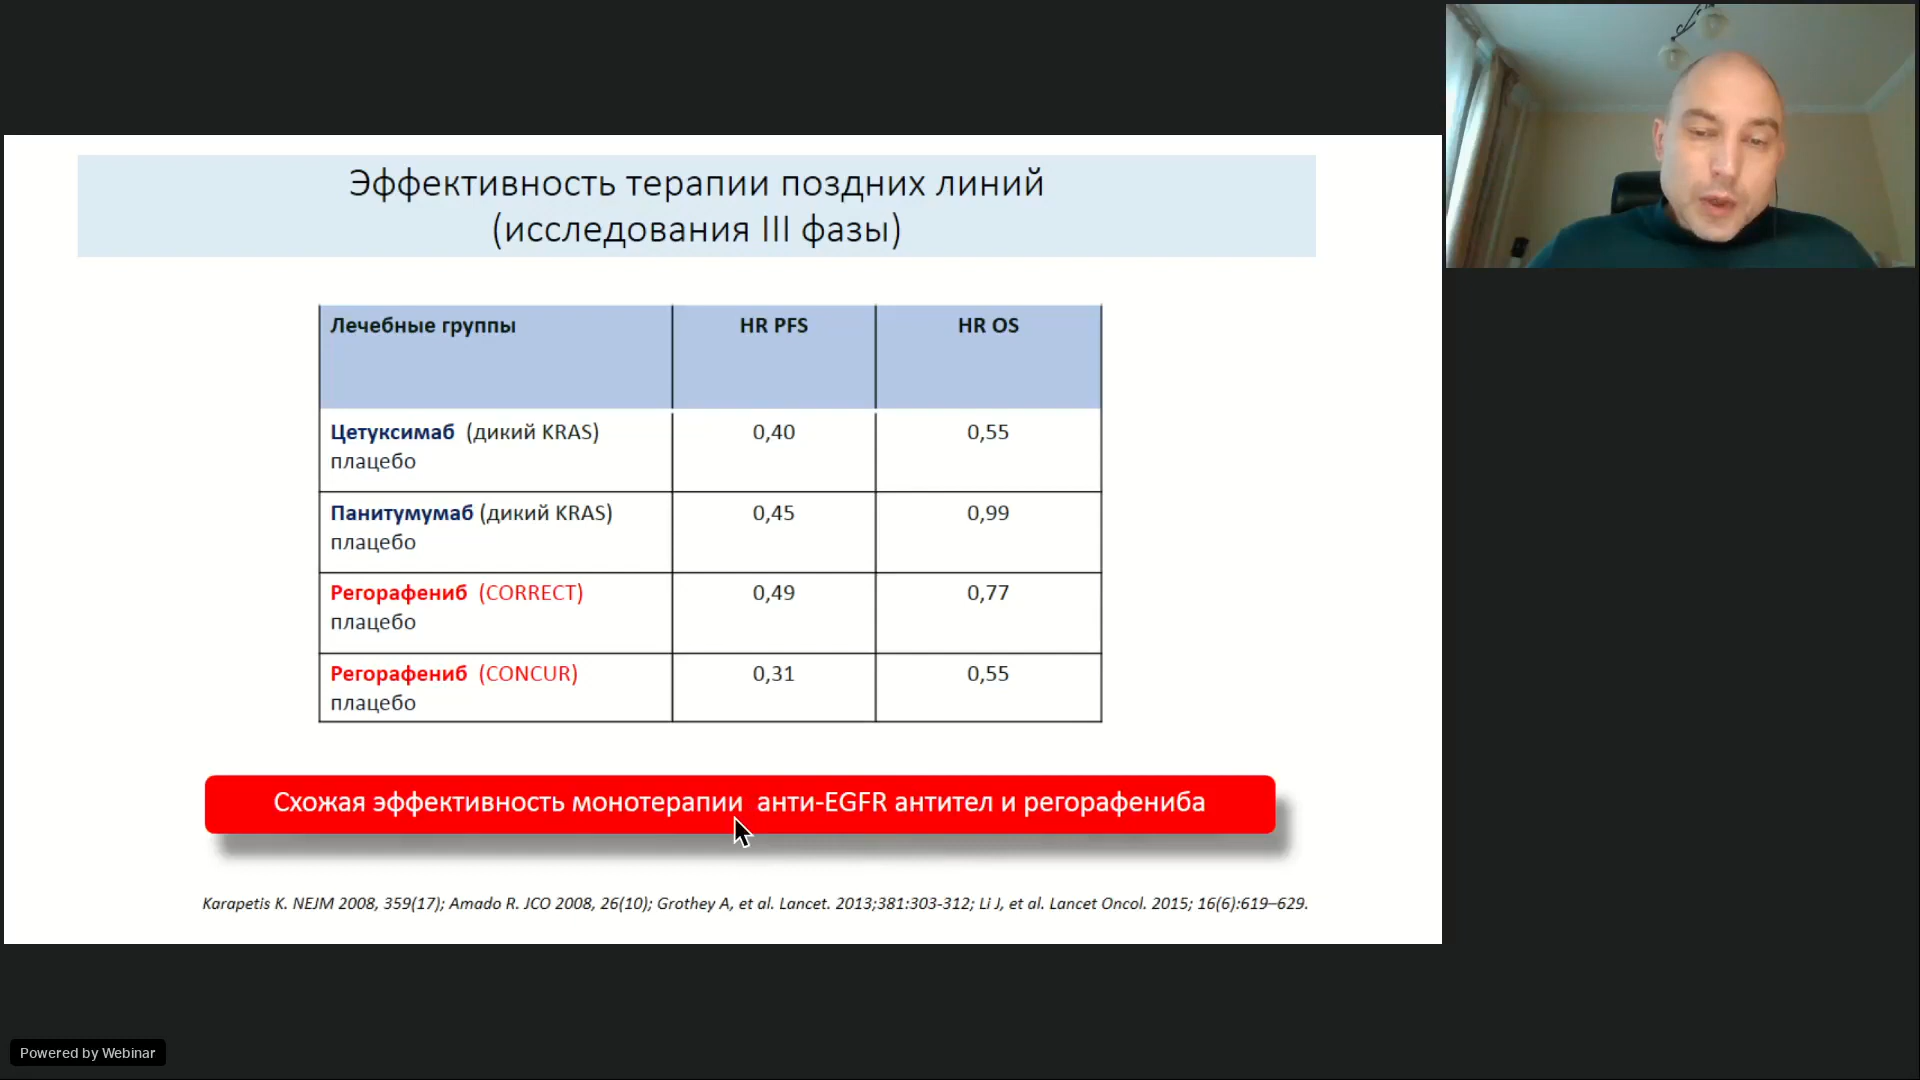 Эффективность терапии поздних линий
(исследования III фазы)
Лечебные группы HR PFS HR OS
Цетуксимаб (дикий KRAS) 0,40 0,55
плацебо
Панитумумаб (дикий KRAS) 0,45 0,99
плацебо
Регорафениб (CORRECT) 0,49 0,77
плацебо
Регорафениб (CONCUR) 0,31 0,55
плацебо
Схожая эффективность монотерапии анти-EGFR антител и регорафениба
Karapetis K. NEJM 2008, 359(17); Amado R. JCO 2008, 26(10); Grothey A, et al. Lancet. 2013;381:303-312; Li J, et al. Lancet Oncol. 2015; 16(6):619–629.
Powered by Webinar